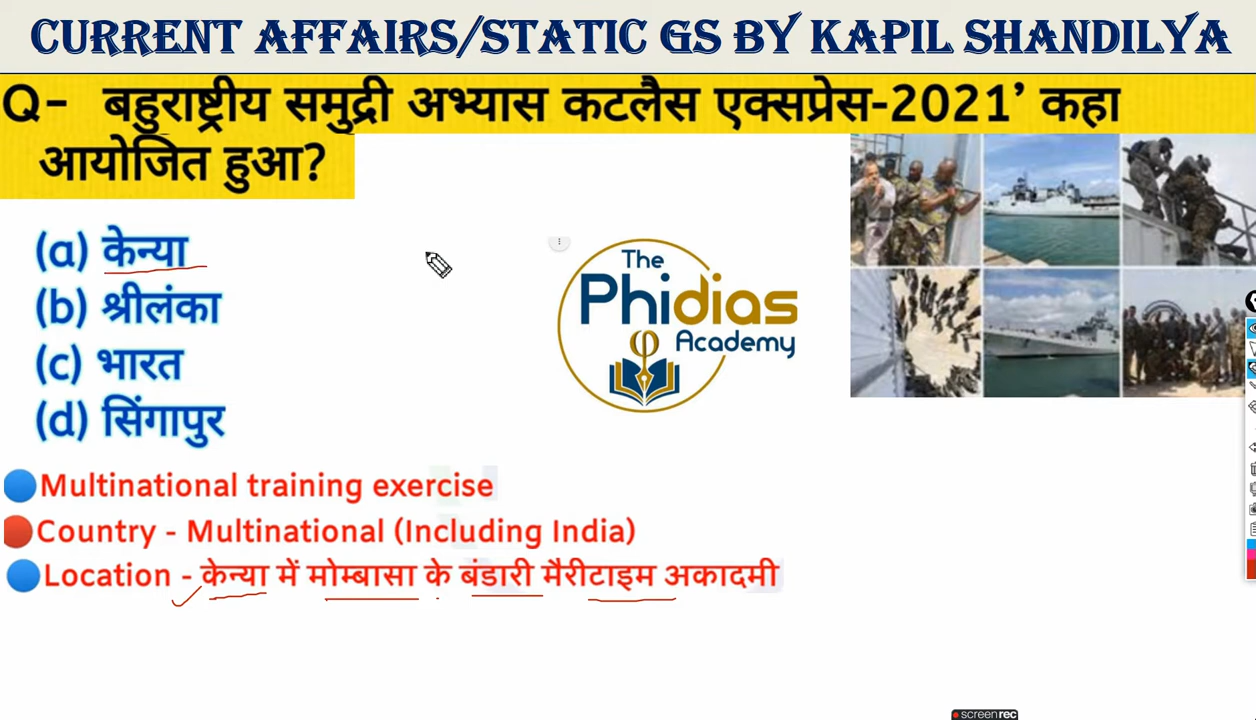 CURRENT AFFAIRS/STATIC GS BY KAPIL SHANDILYA
Q- बहुराष्ट्रीय समुद्री अभ्यास कटलैस एक्सप्रेस-2021’ कहा
आयोजित हुआ?
(a) केन्या
(b) श्रीलंका
(c) भारत
(d) सिंगापुर
The
Phidias
Academy
Multinational training exercise
Country - Multinational (Including India)
Location - केन्या में मोम्बासा के बंडारी मैरीटाइम अकादमी
screenrec